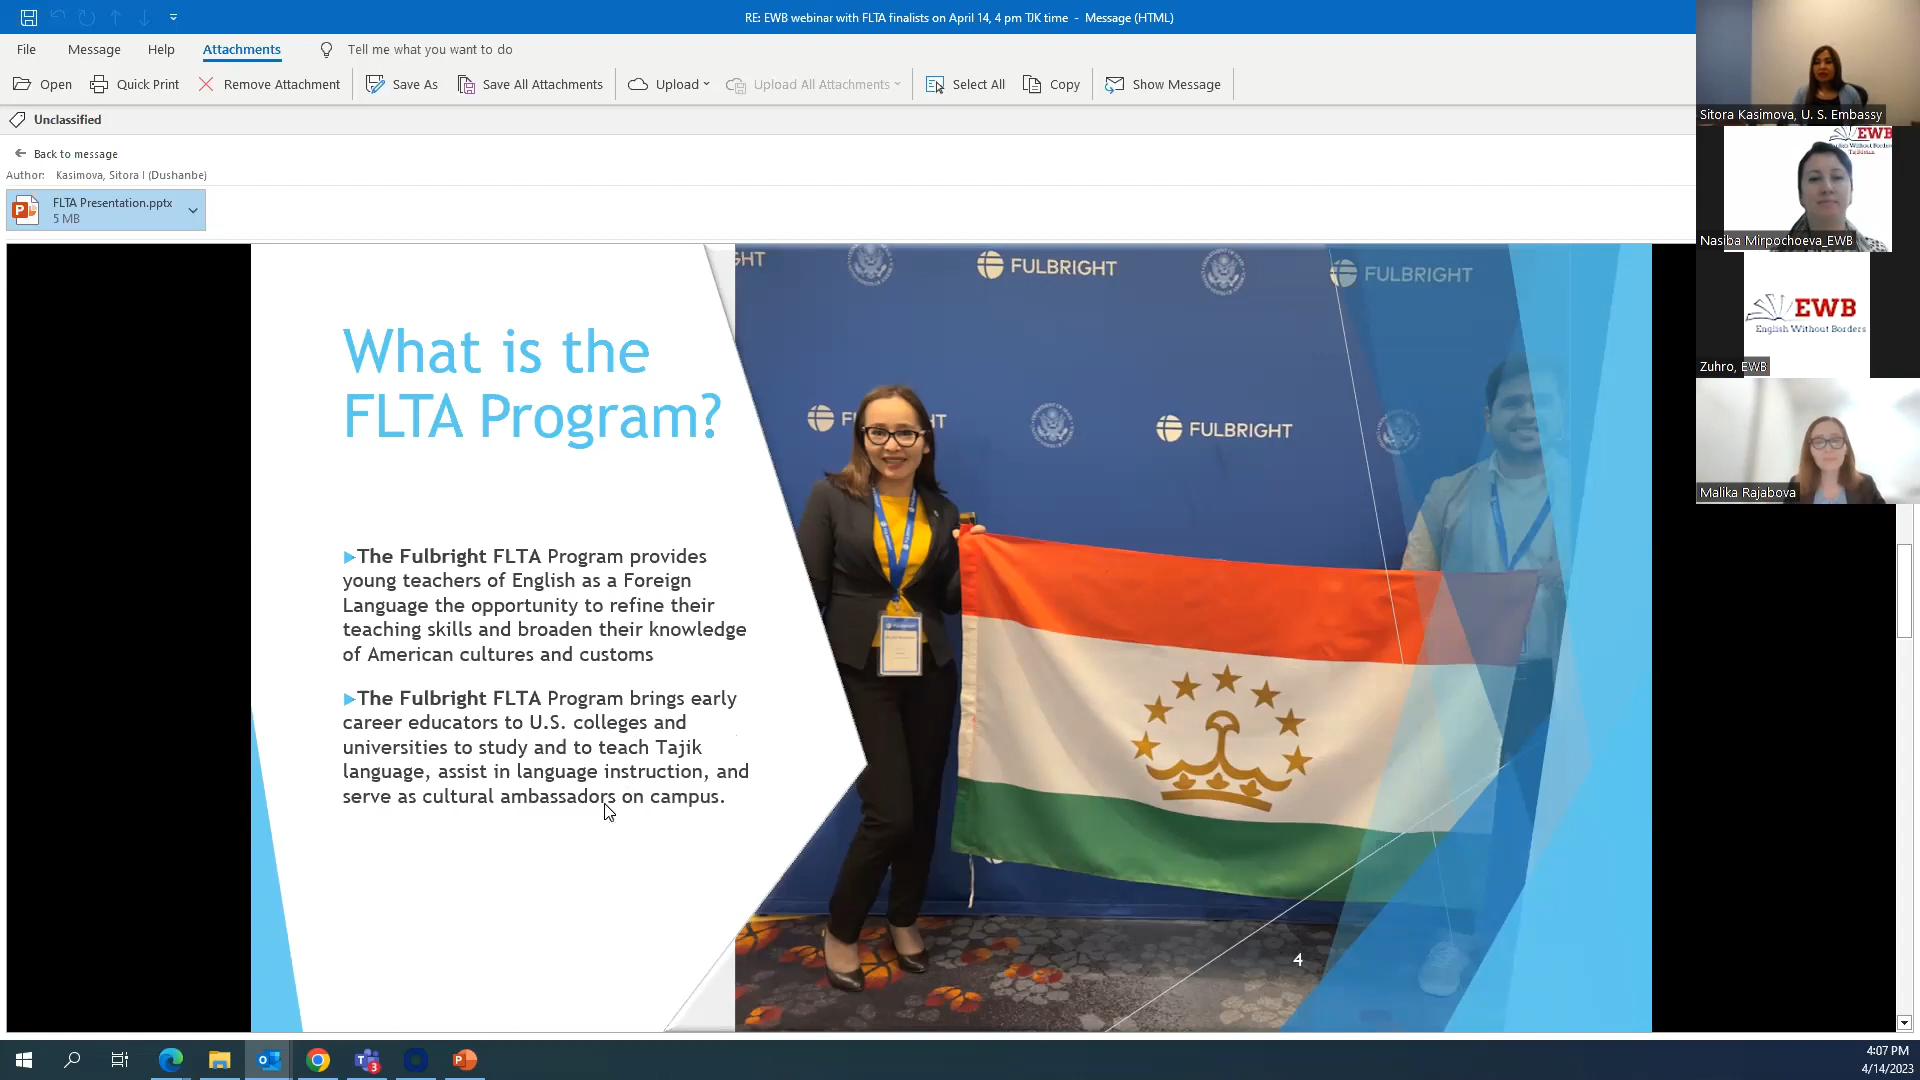 RE: EWB webinar with FLTA finalists on April 14, 4 pm TJK time - Message (HTML)
File Message Help Attachments Tell me what you want to do
Open Quick Print Remove Attachment Save As Save All Attachments Upload Upload All Attachments Select All Copy Show Message
Unclassified
Back to message
Author: Kasimova, Sitora I (Dushanbe)
FLTA Presentation.pptx
5 MB
What is the
FLTA Program?
The Fulbright FLTA Program provides
young teachers of English as a Foreign
Language the opportunity to refine their
teaching skills and broaden their knowledge
of American cultures and customs
The Fulbright FLTA Program brings early
career educators to U.S. colleges and
universities to study and to teach Tajik
language, assist in language instruction, and
serve as cultural ambassadors on campus.
GHT
FULBRIGHT
FULBRIGHT
FULBRIGHT
4
Sitora Kasimova, U. S. Embassy
EWB
Nasiba Mirpochoeva_EWB
EWB
English Without Borders
Zuhro, EWB
Malika Rajabova
3
4:07 PM
4/14/2023